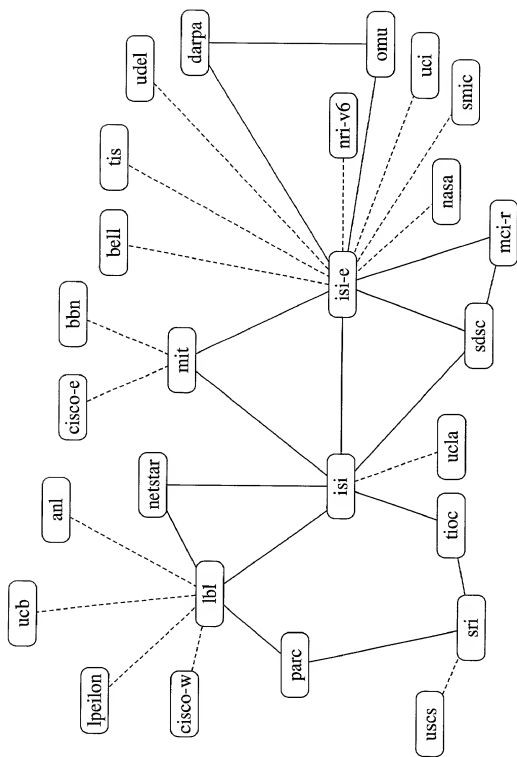 ucb
anl
lpeilon
cisco-w
lbl
netstar
parc
uscs
sri
tioc
isi
ucla
cisco-e
bbn
mit
bell
tis
udel
darpa
omu
nri-v6
uci
smic
nasa
isi-e
sdsc
mci-r